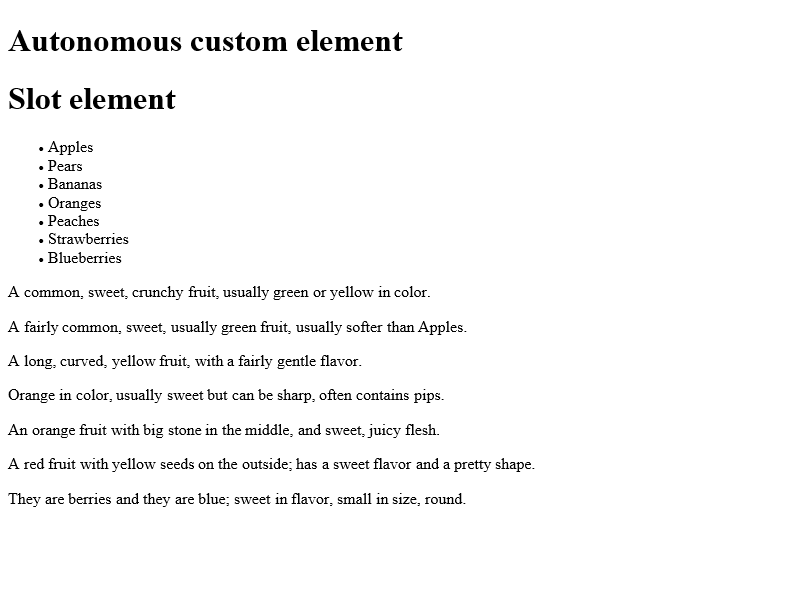 Autonomous custom element
Slot element
• Apples
• Pears
• Bananas
• Oranges
• Peaches
• Strawberries
• Blueberries
A common, sweet, crunchy fruit, usually green or yellow in color.
A fairly common, sweet, usually green fruit, usually softer than Apples.
A long, curved, yellow fruit, with a fairly gentle flavor.
Orange in color, usually sweet but can be sharp, often contains pips.
An orange fruit with big stone in the middle, and sweet, juicy flesh.
A red fruit with yellow seeds on the outside; has a sweet flavor and a pretty shape.
They are berries and they are blue; sweet in flavor, small in size, round.